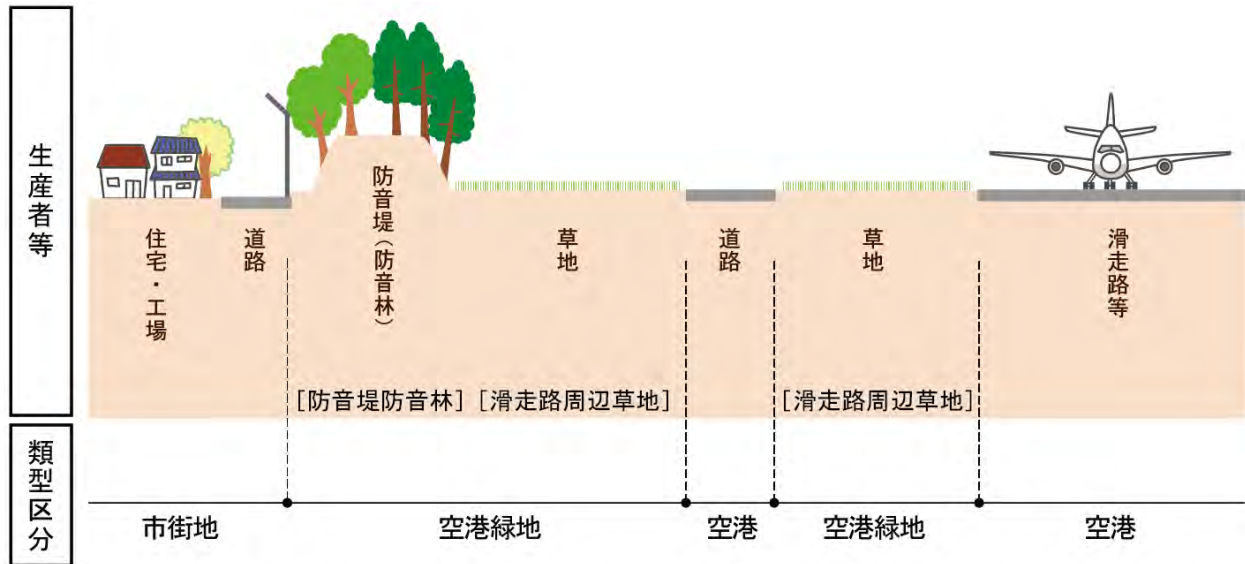 生産者等
住宅・工場
道路
防音堤(防音林)
草地
道路
草地
滑走路等
[防音堤防音林]
[滑走路周辺草地]
[滑走路周辺草地]
類型区分
市街地
空港緑地
空港
空港緑地
空港